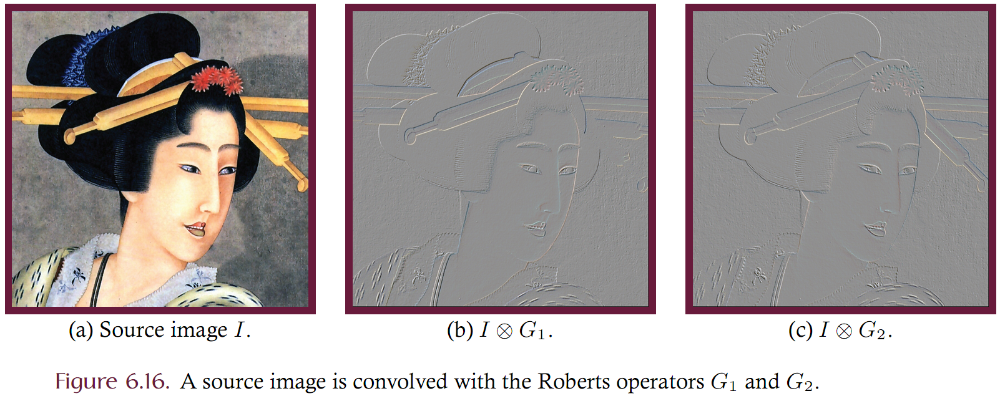 (a) Source image I.
(b) I ⊗ G₁.
(c) I ⊗ G₂.
Figure 6.16. A source image is convolved with the Roberts operators G₁ and G₂.